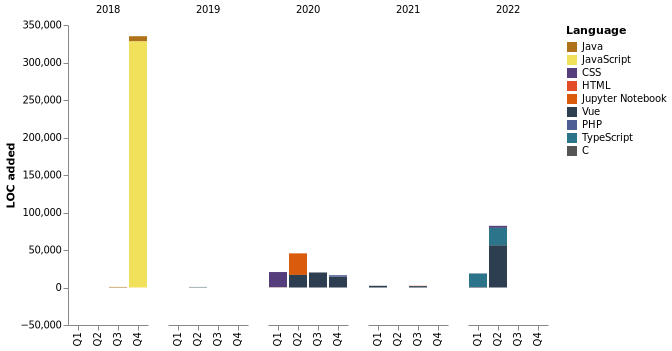 2018 2019 2020 2021 2022
350,000
300,000
250,000
200,000
150,000
100,000
50,000
0
−50,000
LOC added
Q1 Q2 Q3 Q4 Q1 Q2 Q3 Q4 Q1 Q2 Q3 Q4 Q1 Q2 Q3 Q4 Q1 Q2 Q3 Q4
Language
Java
JavaScript
CSS
HTML
Jupyter Notebook
Vue
PHP
TypeScript
C